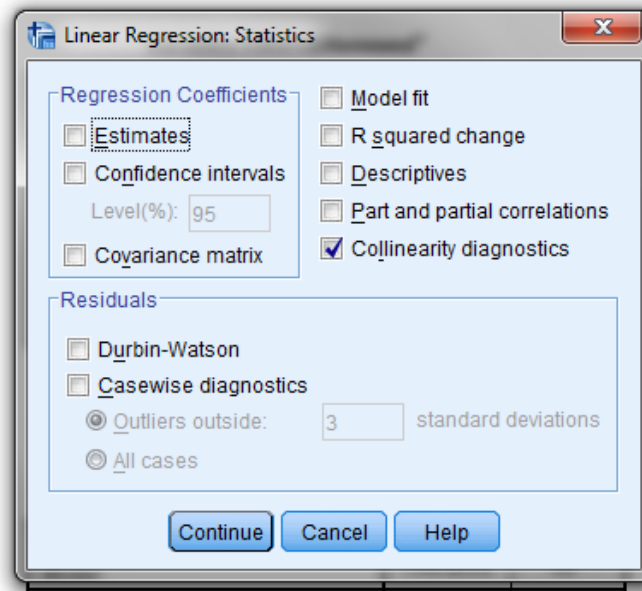 Linear Regression: Statistics
Regression Coefficients
Estimates
Confidence intervals
Level(%): 95
Covariance matrix
Model fit
R squared change
Descriptives
Part and partial correlations
Collinearity diagnostics
Residuals
Durbin-Watson
Casewise diagnostics
Outliers outside: 3 standard deviations
All cases
Continue Cancel Help